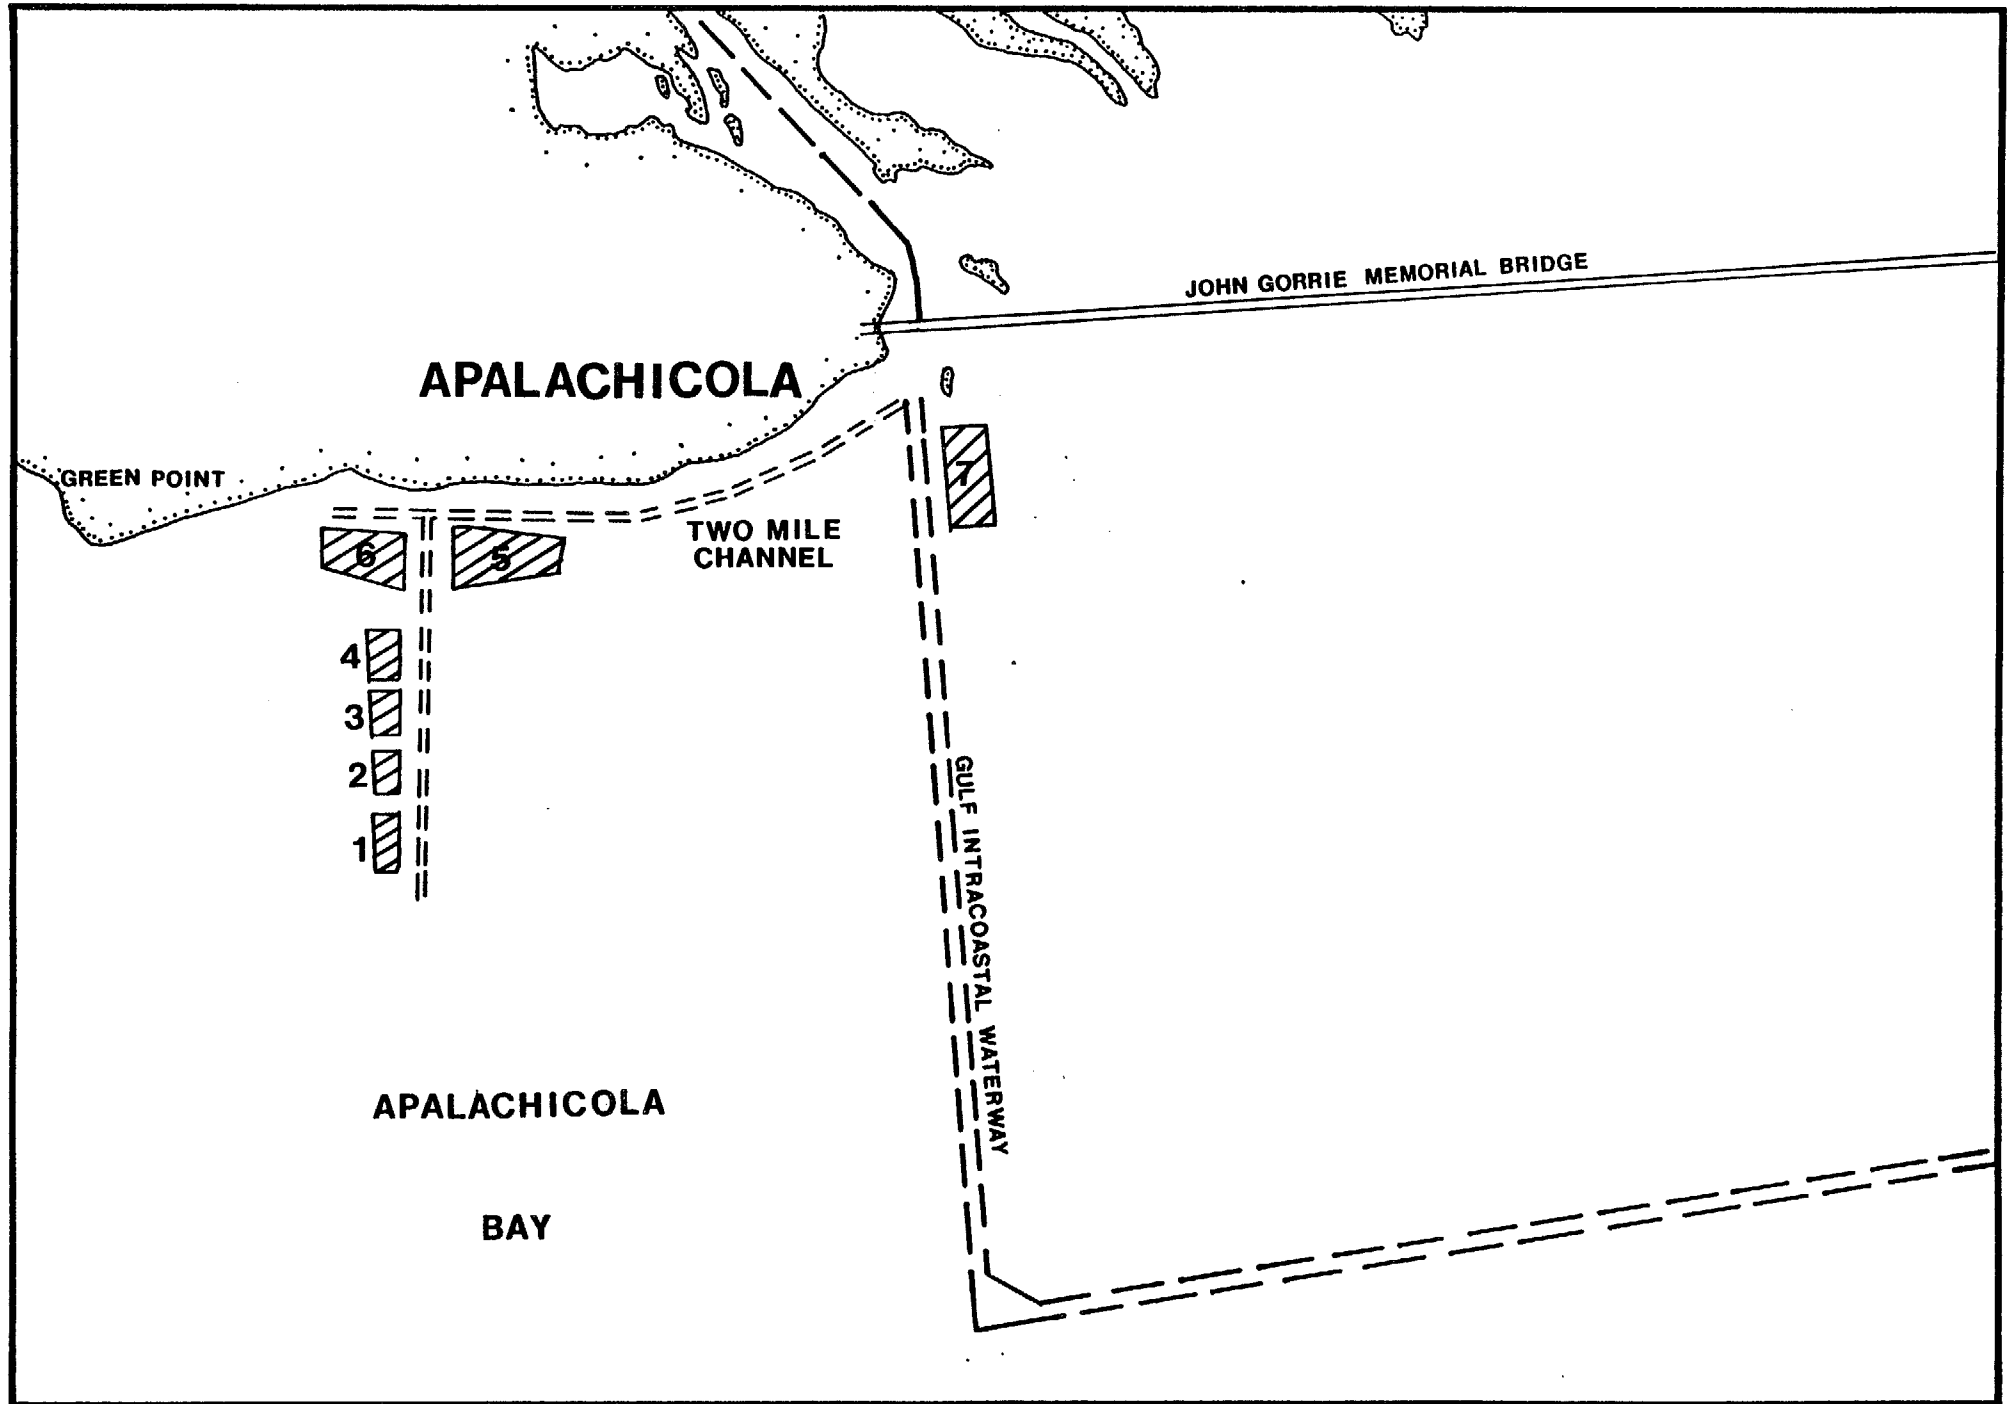 JOHN GORRIE MEMORIAL BRIDGE
APALACHICOLA
GREEN POINT
7
TWO MILE
CHANNEL
6
5
4
3
2
1
GULF INTRACOASTAL WATERWAY
APALACHICOLA
BAY